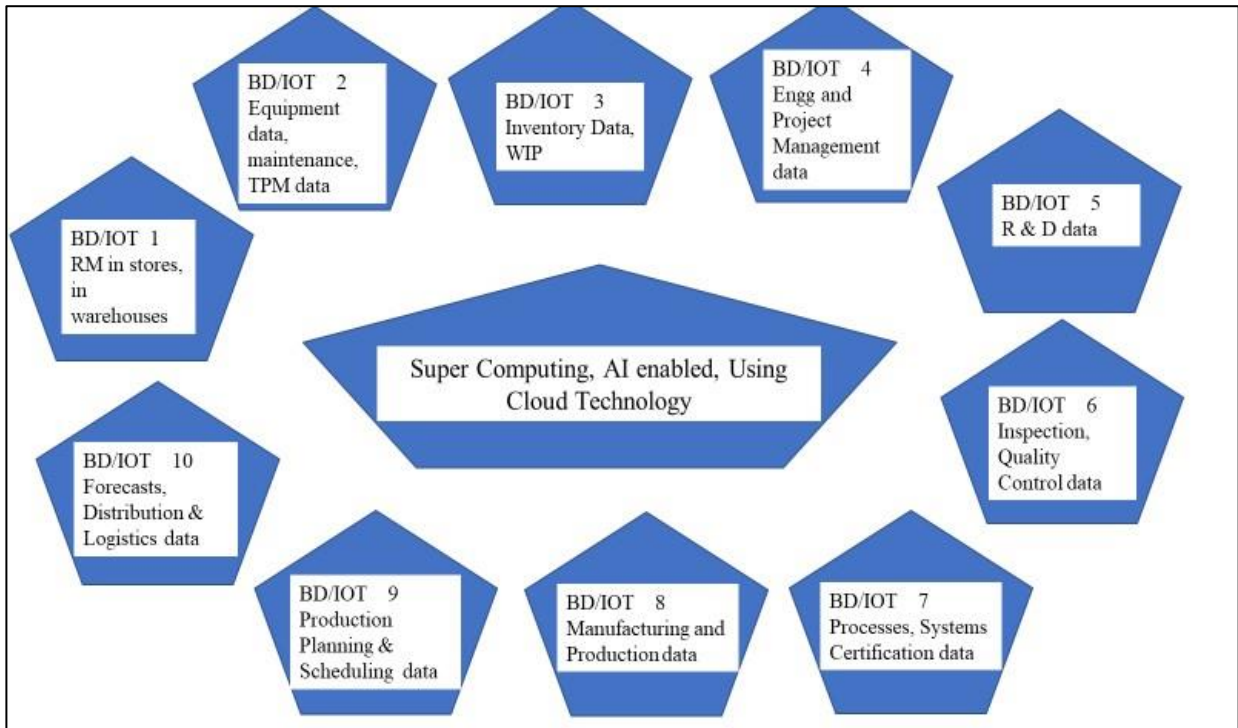 BD/IOT 1
RM in stores,
in
warehouses
BD/IOT 2
Equipment
data,
maintenance,
TPM data
BD/IOT 3
Inventory Data,
WIP
BD/IOT 4
Engg and
Project
Management
data
BD/IOT 5
R & D data
BD/IOT 6
Inspection,
Quality
Control data
BD/IOT 7
Processes, Systems
Certification data
BD/IOT 8
Manufacturing and
Production data
BD/IOT 9
Production
Planning &
Scheduling data
BD/IOT 10
Forecasts,
Distribution &
Logistics data
Super Computing, AI enabled, Using
Cloud Technology